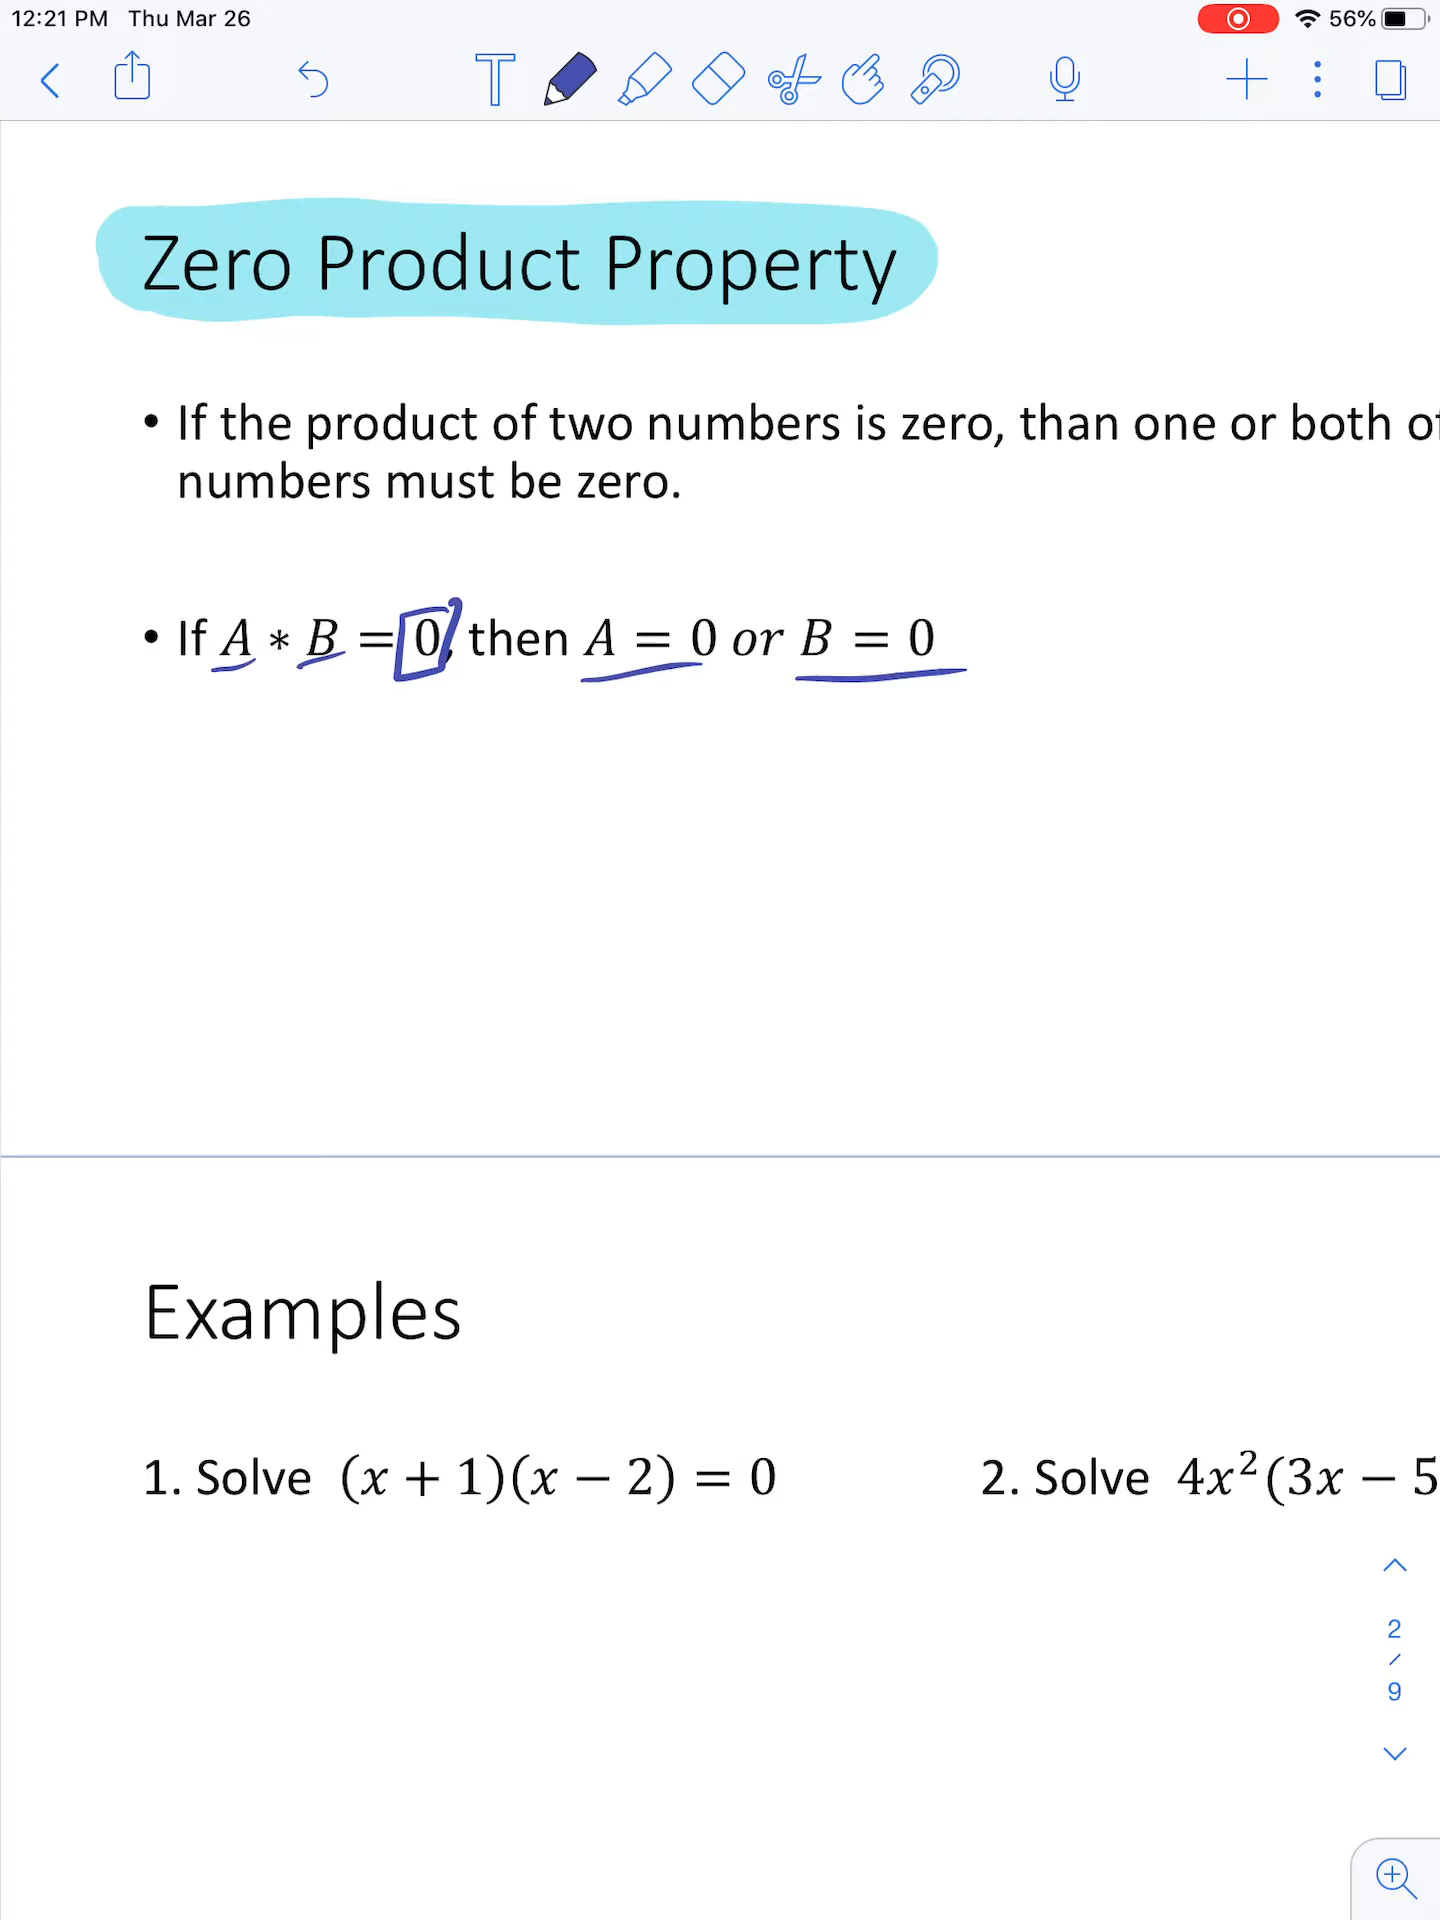 12:21 PM Thu Mar 26 56%
T
Zero Product Property
• If the product of two numbers is zero, than one or both of
numbers must be zero.
• If A ∗ B = 0, then A = 0 or B = 0
Examples
1. Solve (x + 1)(x − 2) = 0 2. Solve 4x²(3x − 5
2
/
9